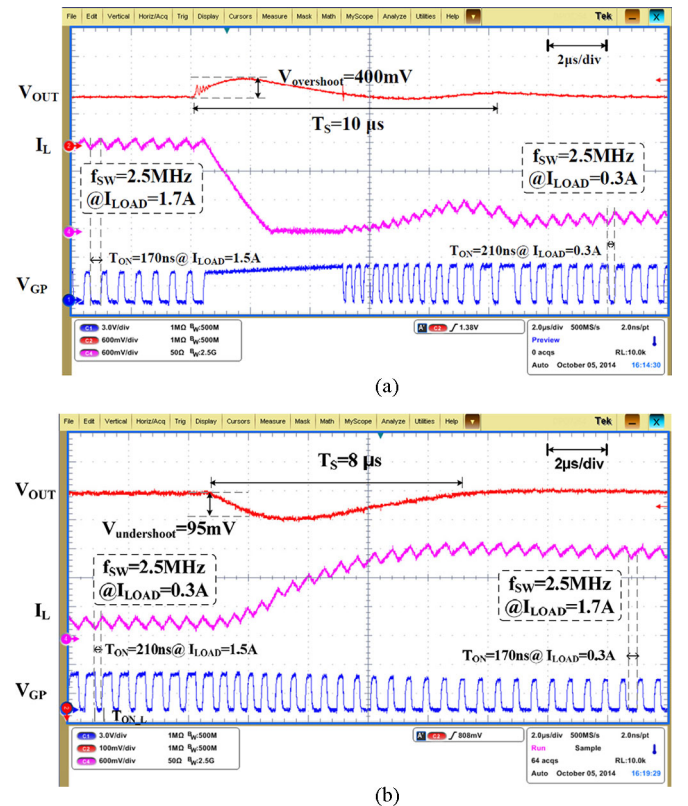 File Edit Vertical Horiz/Acq Trig Display Cursors Measure Mask Math MyScope Analyze Utilities Help Tek X
2μs/div
Vovershoot=400mV
VOUT
TS=10 μs
IL
fSW=2.5MHz
@ILOAD=1.7A
fSW=2.5MHz
@ILOAD=0.3A
TON=170ns@ ILOAD=1.5A
TON=210ns@ ILOAD=0.3A
VGP
C1 3.0V/div 1MΩ BW:500M
C2 600mV/div 1MΩ BW:500M
C4 600mV/div 50Ω BW:2.5G
A' C2 1.38V
2.0μs/div 500MS/s 2.0ns/pt
Preview
0 acqs RL:10.0k
Auto October 05, 2014 16:14:30
(a)
File Edit Vertical Horiz/Acq Trig Display Cursors Measure Mask Math MyScope Analyze Utilities Help Tek X
2μs/div
TS=8 μs
VOUT
Vundershoot=95mV
fSW=2.5MHz
@ILOAD=0.3A
fSW=2.5MHz
@ILOAD=1.7A
IL
TON=210ns@ ILOAD=1.5A
TON=170ns@ ILOAD=0.3A
VGP
TON_L
C1 3.0V/div 1MΩ BW:500M
C2 100mV/div 1MΩ BW:500M
C4 600mV/div 50Ω BW:2.5G
A' C2 808mV
2.0μs/div 500MS/s 2.0ns/pt
Run Sample
64 acqs RL:10.0k
Auto October 05, 2014 16:19:29
(b)